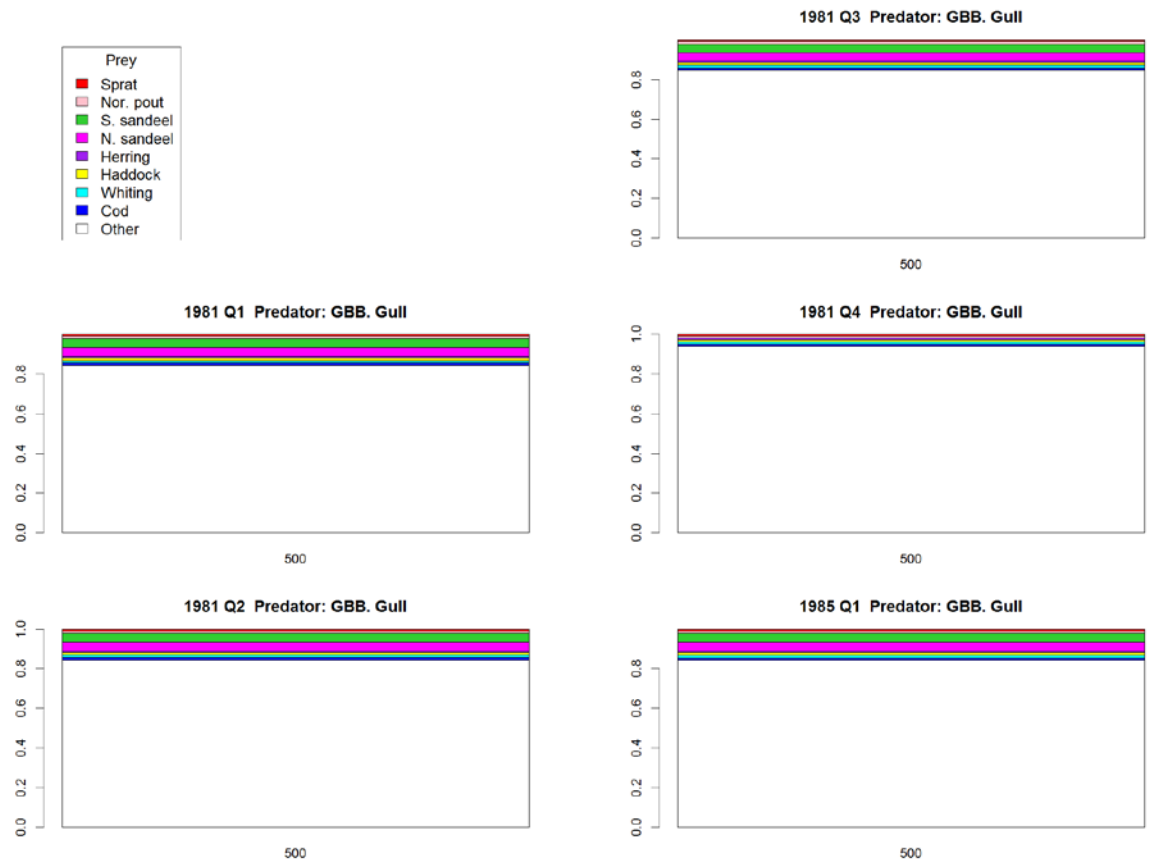 Prey
Sprat
Nor. pout
S. sandeel
N. sandeel
Herring
Haddock
Whiting
Cod
Other
1981 Q3 Predator: GBB. Gull
0.8
0.6
0.4
0.2
0.0
500
1981 Q1 Predator: GBB. Gull
0.8
0.6
0.4
0.2
0.0
500
1981 Q4 Predator: GBB. Gull
1.0
0.8
0.6
0.4
0.2
0.0
500
1981 Q2 Predator: GBB. Gull
1.0
0.8
0.6
0.4
0.2
0.0
500
1985 Q1 Predator: GBB. Gull
0.8
0.6
0.4
0.2
0.0
500